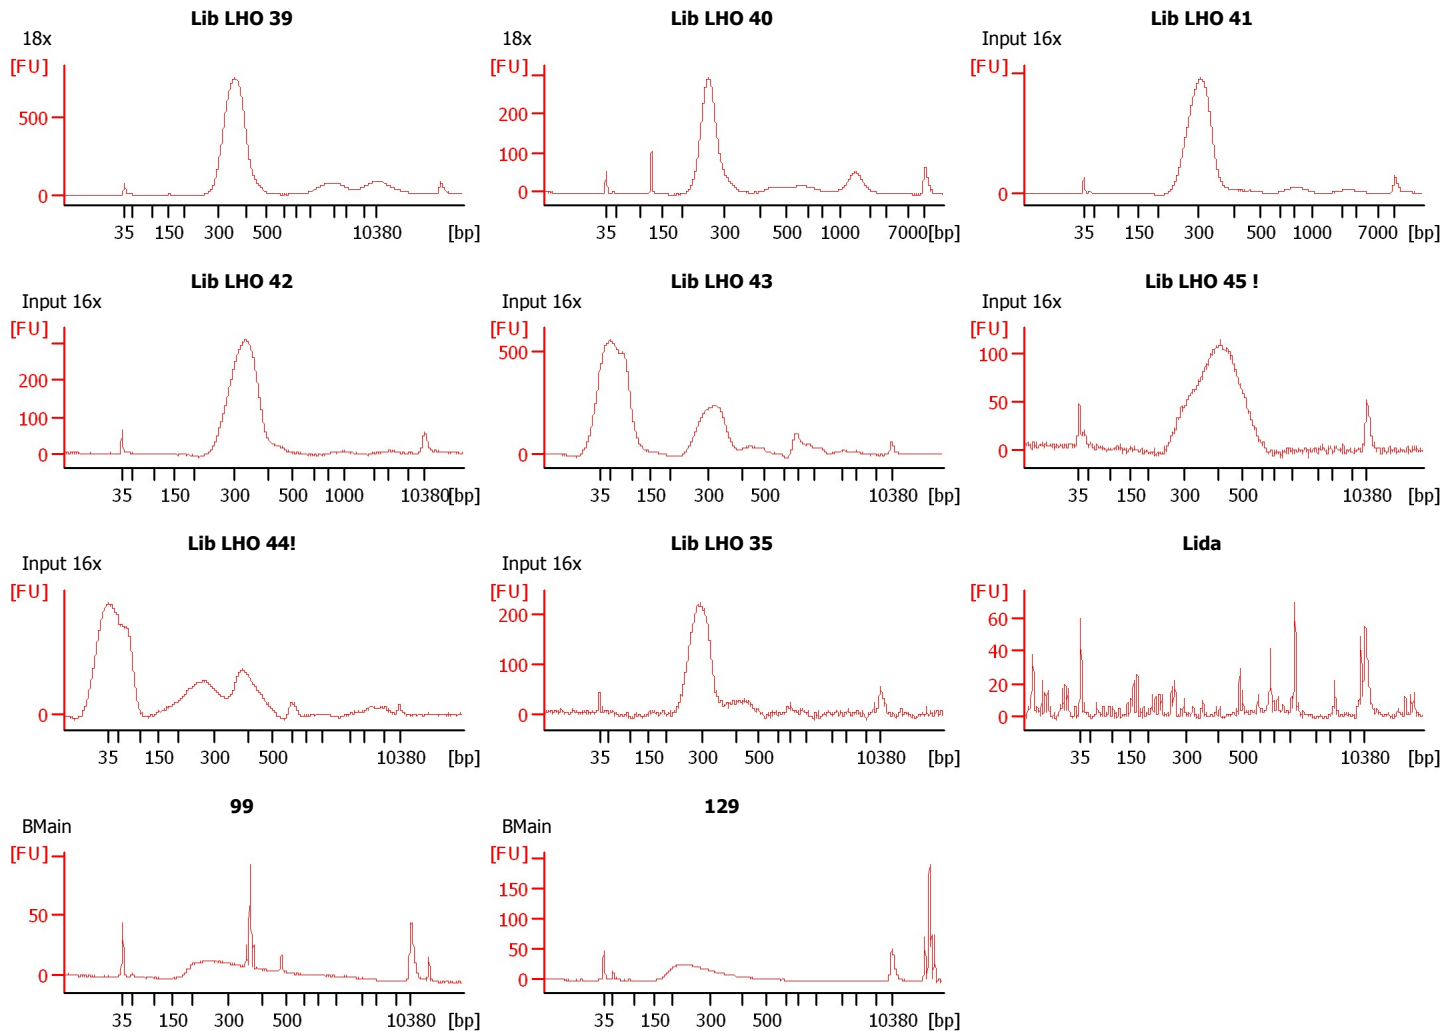 Lib LHO 39
18x
[FU]
500
0
35 150 300 500 10380 [bp]
Lib LHO 40
18x
[FU]
200
100
0
35 150 300 500 1000 7000[bp]
Lib LHO 41
Input 16x
[FU]
0
35 150 300 500 1000 7000 [bp]
Lib LHO 42
Input 16x
[FU]
200
100
0
35 150 300 500 1000 10380[bp]
Lib LHO 43
Input 16x
[FU]
500
0
35 150 300 500 10380 [bp]
Lib LHO 45 !
Input 16x
[FU]
100
50
0
35 150 300 500 10380 [bp]
Lib LHO 44!
Input 16x
[FU]
0
35 150 300 500 10380 [bp]
Lib LHO 35
Input 16x
[FU]
200
100
0
35 150 300 500 10380 [bp]
Lida
[FU]
60
40
20
0
35 150 300 500 10380 [bp]
99
BMain
[FU]
50
0
35 150 300 500 10380 [bp]
129
BMain
[FU]
150
100
50
0
35 150 300 500 10380 [bp]